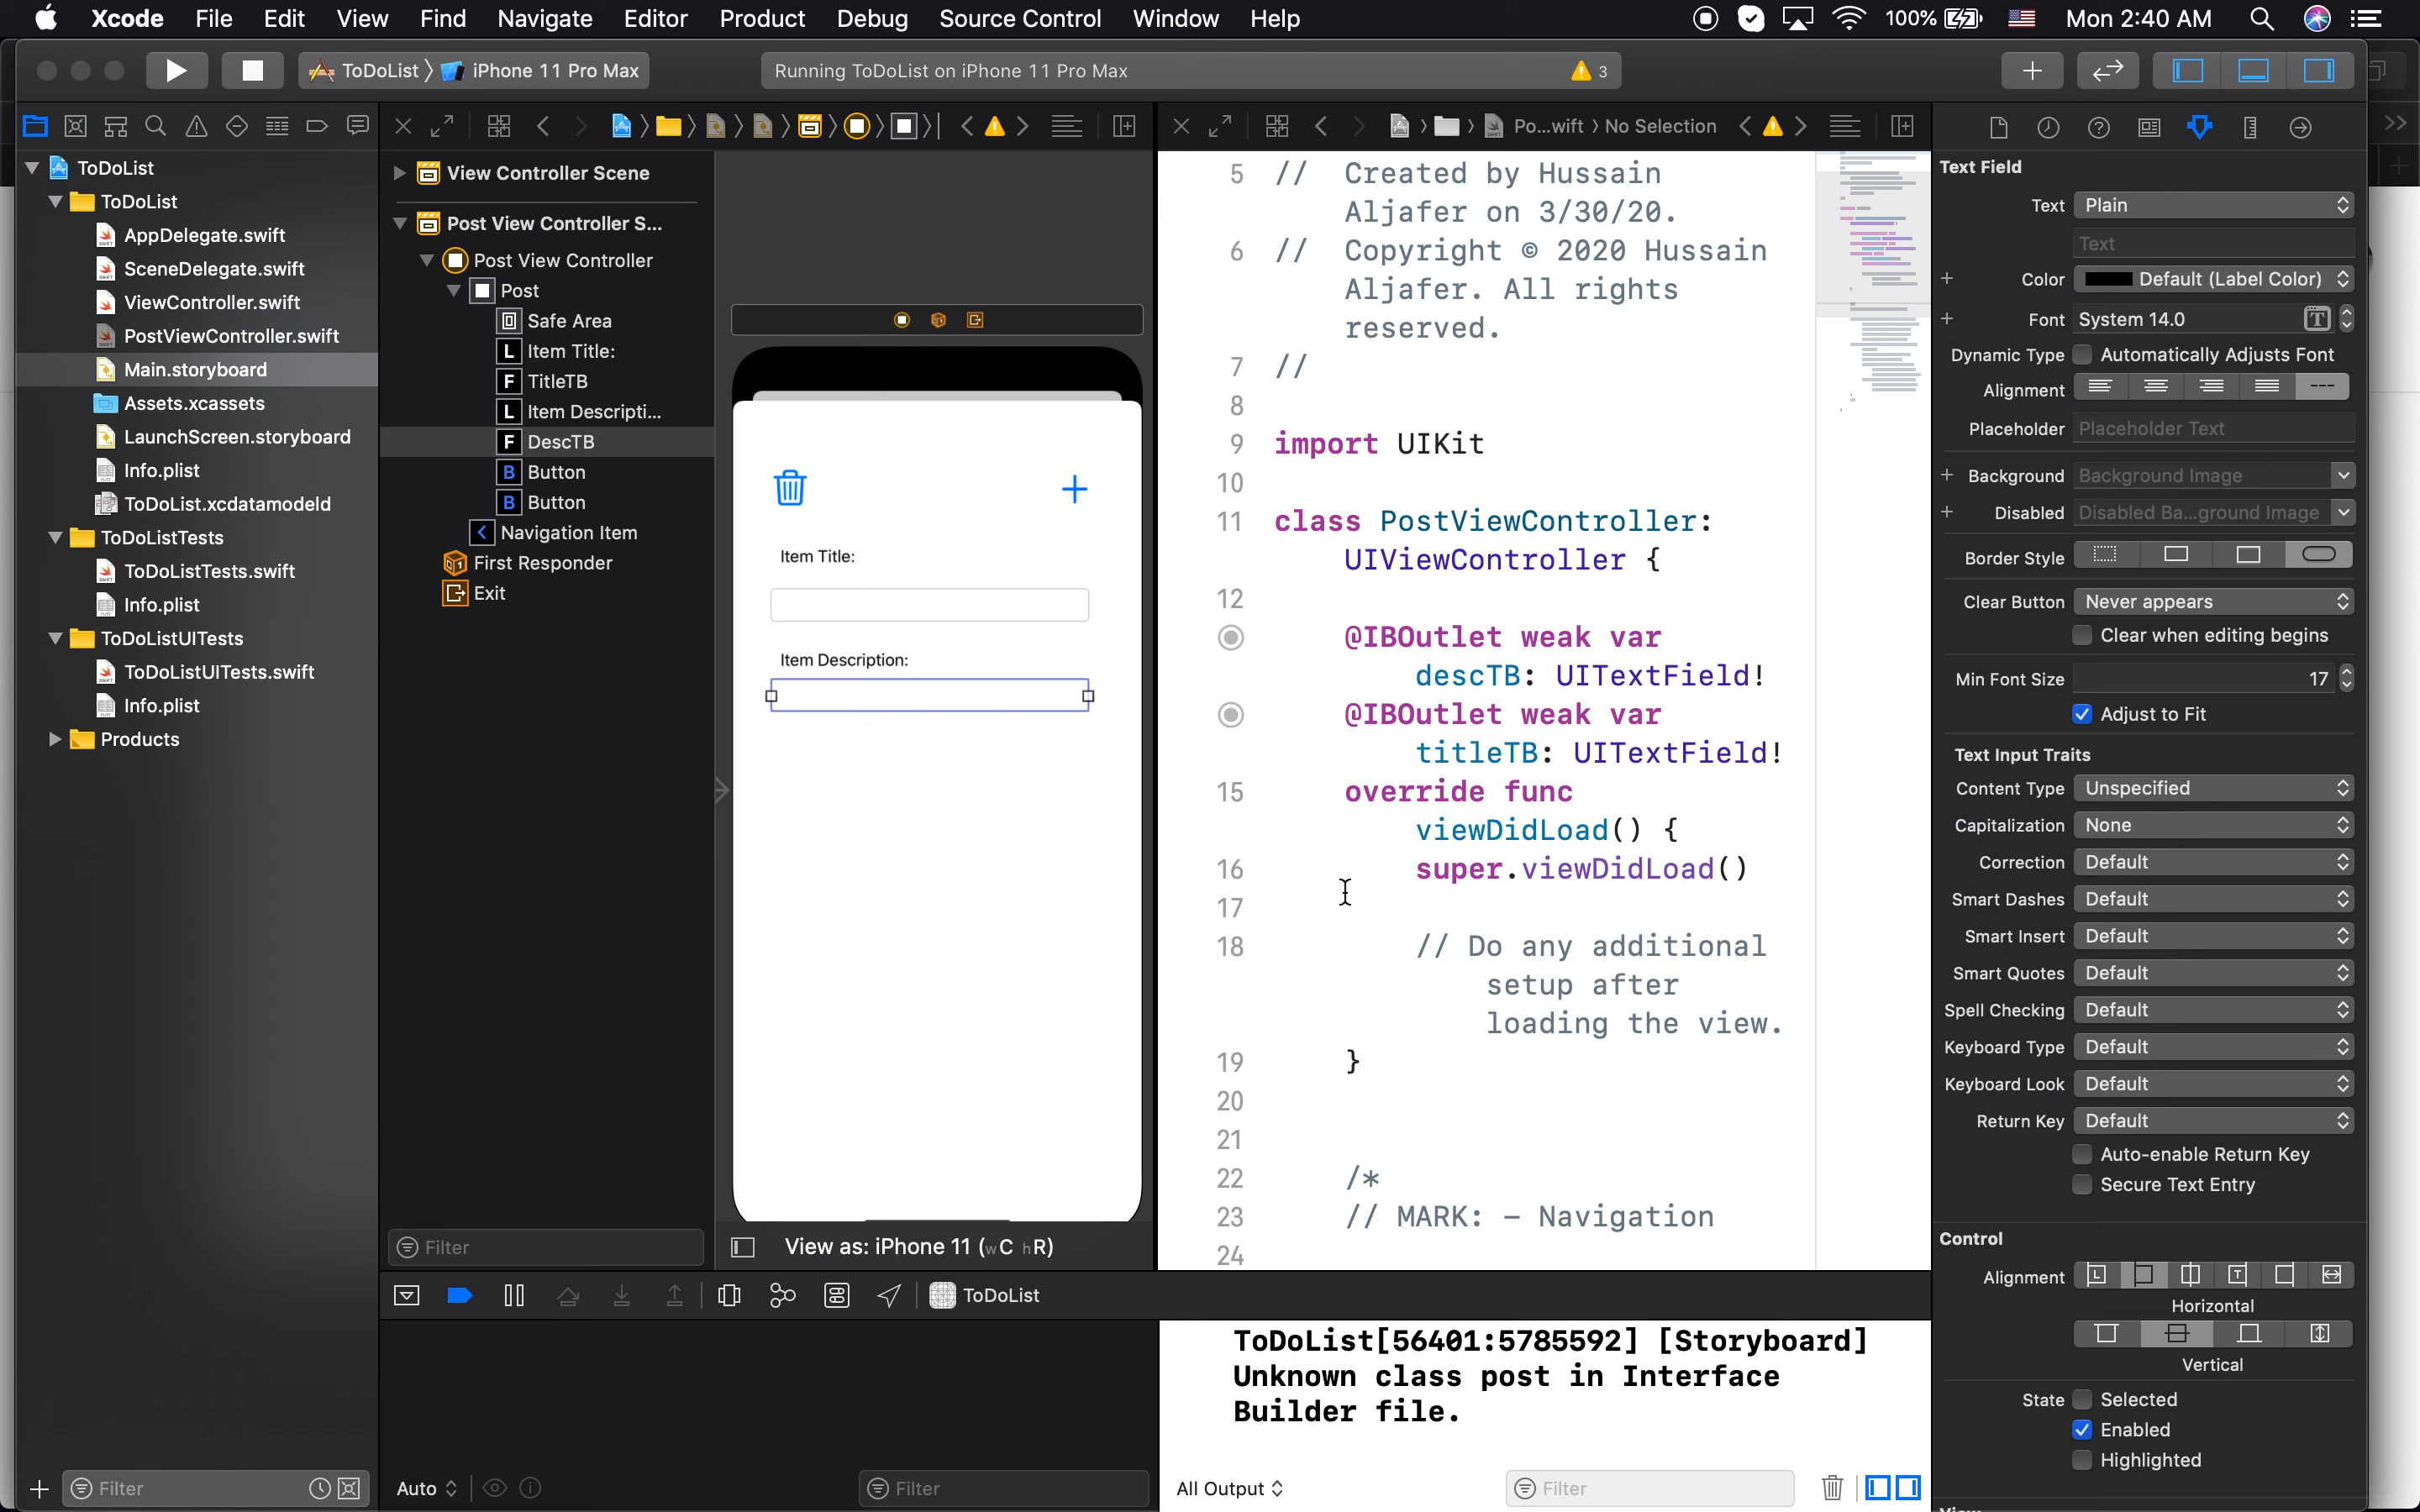 Xcode File Edit View Find Navigate Editor Product Debug Source Control Window Help 100% Mon 2:40 AM
ToDoList iPhone 11 Pro Max
Running ToDoList on iPhone 11 Pro Max 3
Po...wift No Selection
ToDoList
ToDoList
AppDelegate.swift
SceneDelegate.swift
ViewController.swift
PostViewController.swift
Main.storyboard
Assets.xcassets
LaunchScreen.storyboard
Info.plist
ToDoList.xcdatamodeld
ToDoListTests
ToDoListTests.swift
Info.plist
ToDoListUITests
ToDoListUITests.swift
Info.plist
Products
Filter
View Controller Scene
Post View Controller S...
Post View Controller
Post
Safe Area
L Item Title:
F TitleTB
L Item Descripti...
F DescTB
B Button
B Button
Navigation Item
First Responder
Exit
Filter
Item Title:
Item Description:
View as: iPhone 11 (wC hR)
5 // Created by Hussain
Aljafer on 3/30/20.
6 // Copyright © 2020 Hussain
Aljafer. All rights
reserved.
7 //
8
9 import UIKit
10
11 class PostViewController:
UIViewController {
12
@IBOutlet weak var
descTB: UITextField!
@IBOutlet weak var
titleTB: UITextField!
15 override func
viewDidLoad() {
16 super.viewDidLoad()
17
18 // Do any additional
setup after
loading the view.
19 }
20
21
22 /*
23 // MARK: - Navigation
24
ToDoList
Auto
Filter
ToDoList[56401:5785592] [Storyboard]
Unknown class post in Interface
Builder file.
All Output
Filter
Text Field
Text Plain
Text
Color Default (Label Color)
Font System 14.0
Dynamic Type Automatically Adjusts Font
Alignment
Placeholder Placeholder Text
Background Background Image
Disabled Disabled Ba...ground Image
Border Style
Clear Button Never appears
Clear when editing begins
Min Font Size 17
Adjust to Fit
Text Input Traits
Content Type Unspecified
Capitalization None
Correction Default
Smart Dashes Default
Smart Insert Default
Smart Quotes Default
Spell Checking Default
Keyboard Type Default
Keyboard Look Default
Return Key Default
Auto-enable Return Key
Secure Text Entry
Control
Alignment
Horizontal
Vertical
State Selected
Enabled
Highlighted